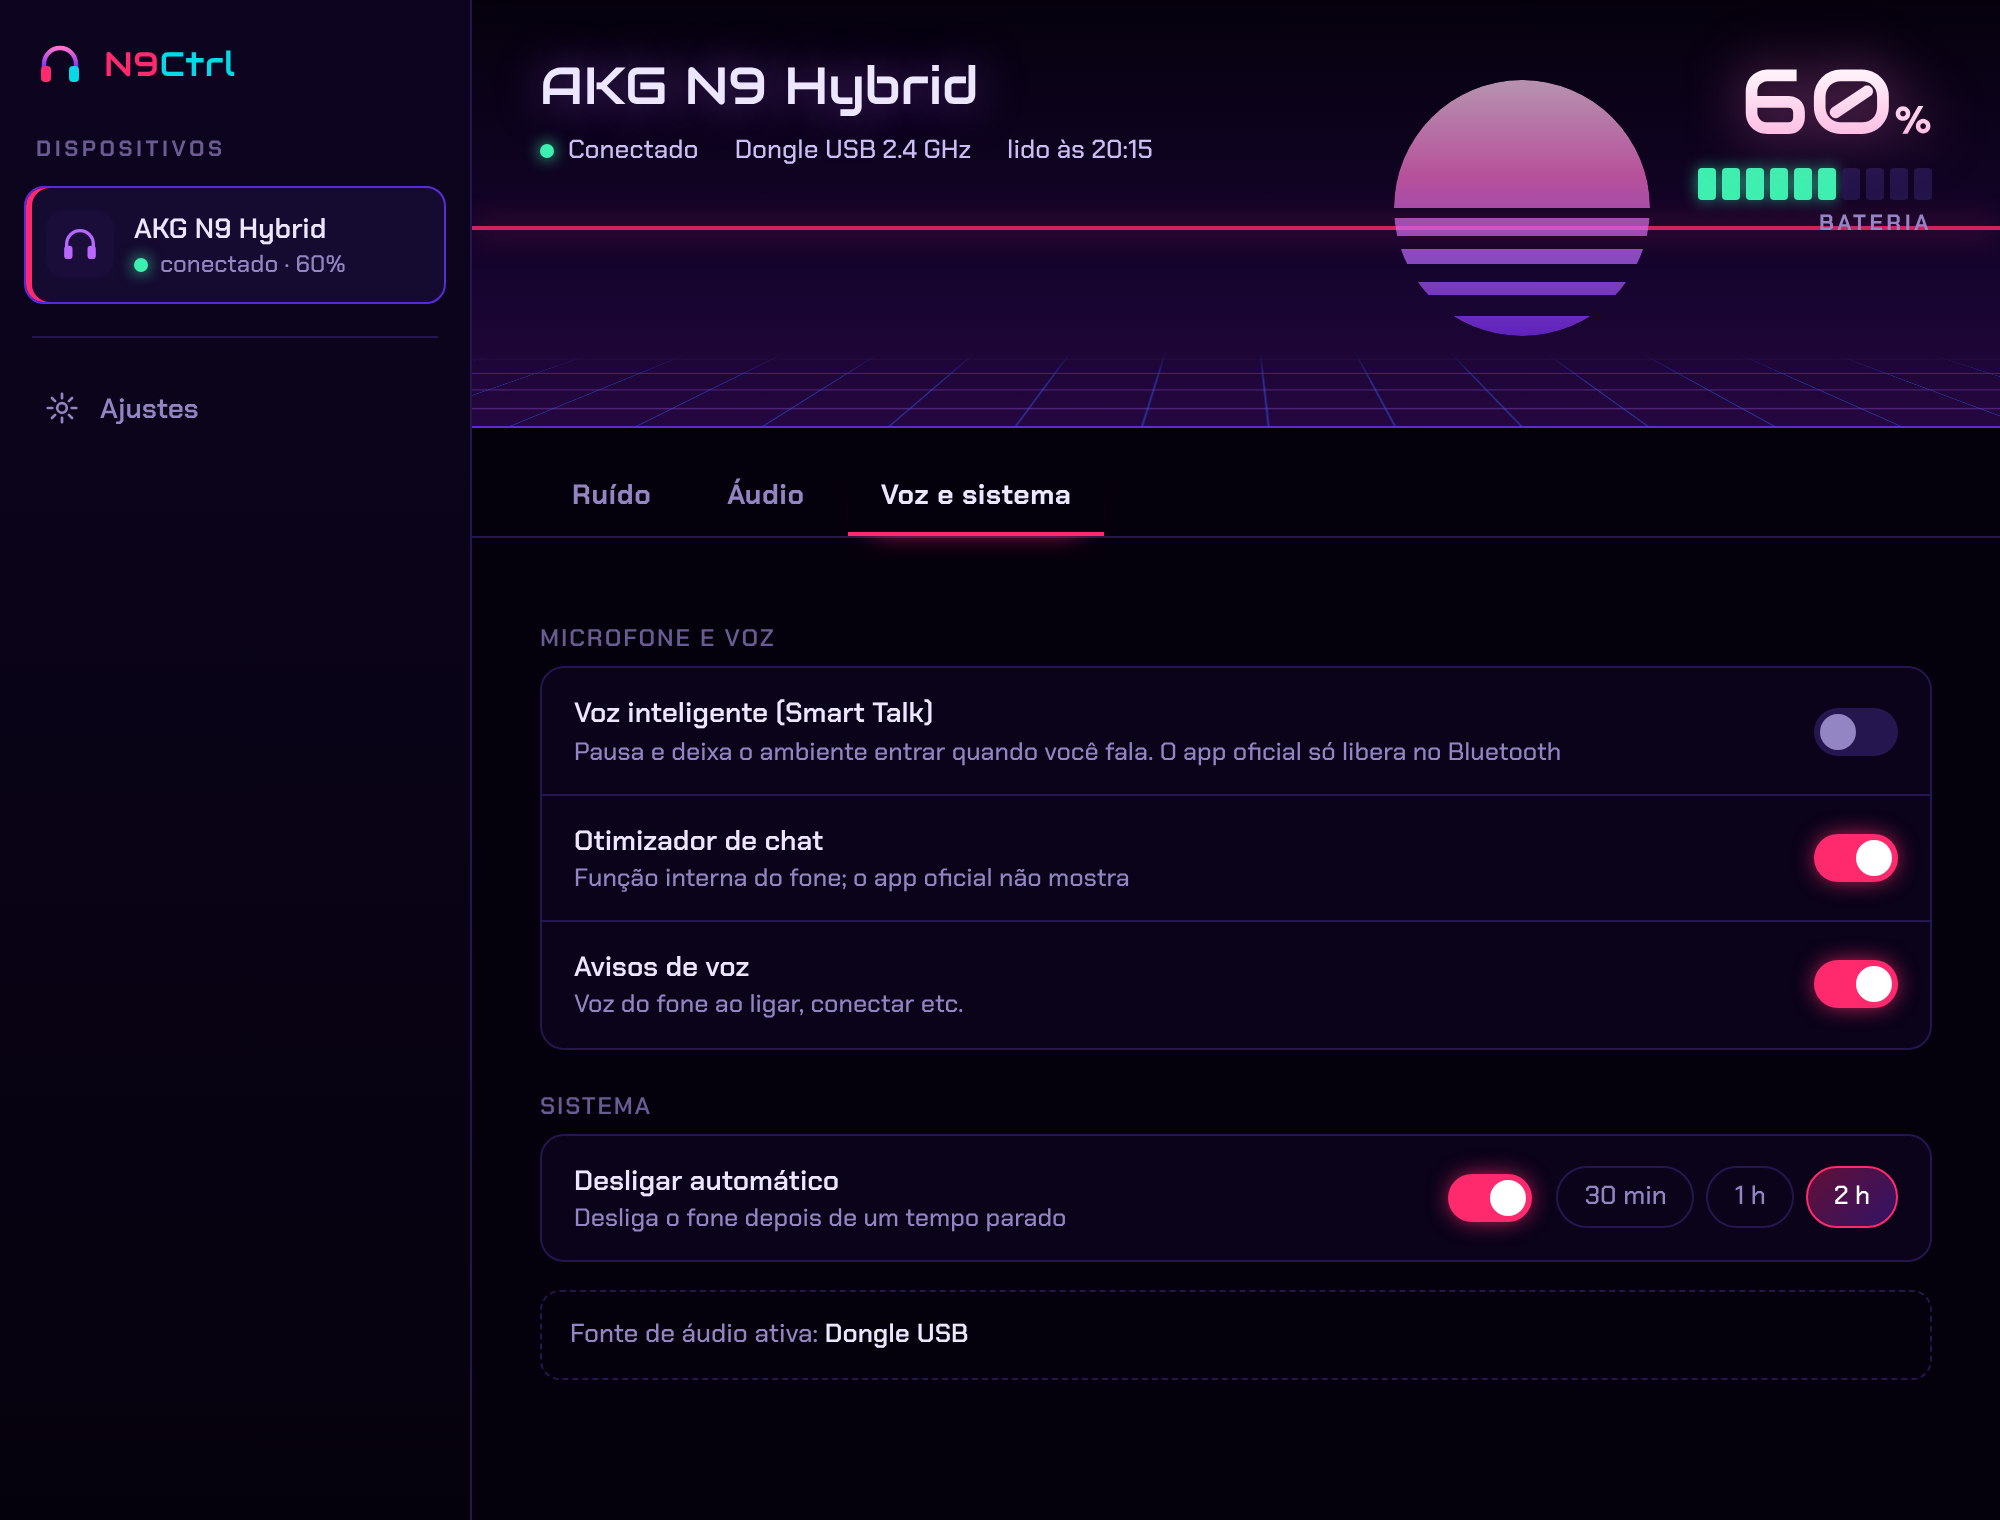 N9Ctrl
DISPOSITIVOS
AKG N9 Hybrid
conectado · 60%
Ajustes
AKG N9 Hybrid
Conectado Dongle USB 2.4 GHz lido às 20:15
60%
BATERIA
Ruído Áudio Voz e sistema
MICROFONE E VOZ
Voz inteligente (Smart Talk)
Pausa e deixa o ambiente entrar quando você fala. O app oficial só libera no Bluetooth
Otimizador de chat
Função interna do fone; o app oficial não mostra
Avisos de voz
Voz do fone ao ligar, conectar etc.
SISTEMA
Desligar automático
Desliga o fone depois de um tempo parado
30 min 1 h 2 h
Fonte de áudio ativa: Dongle USB